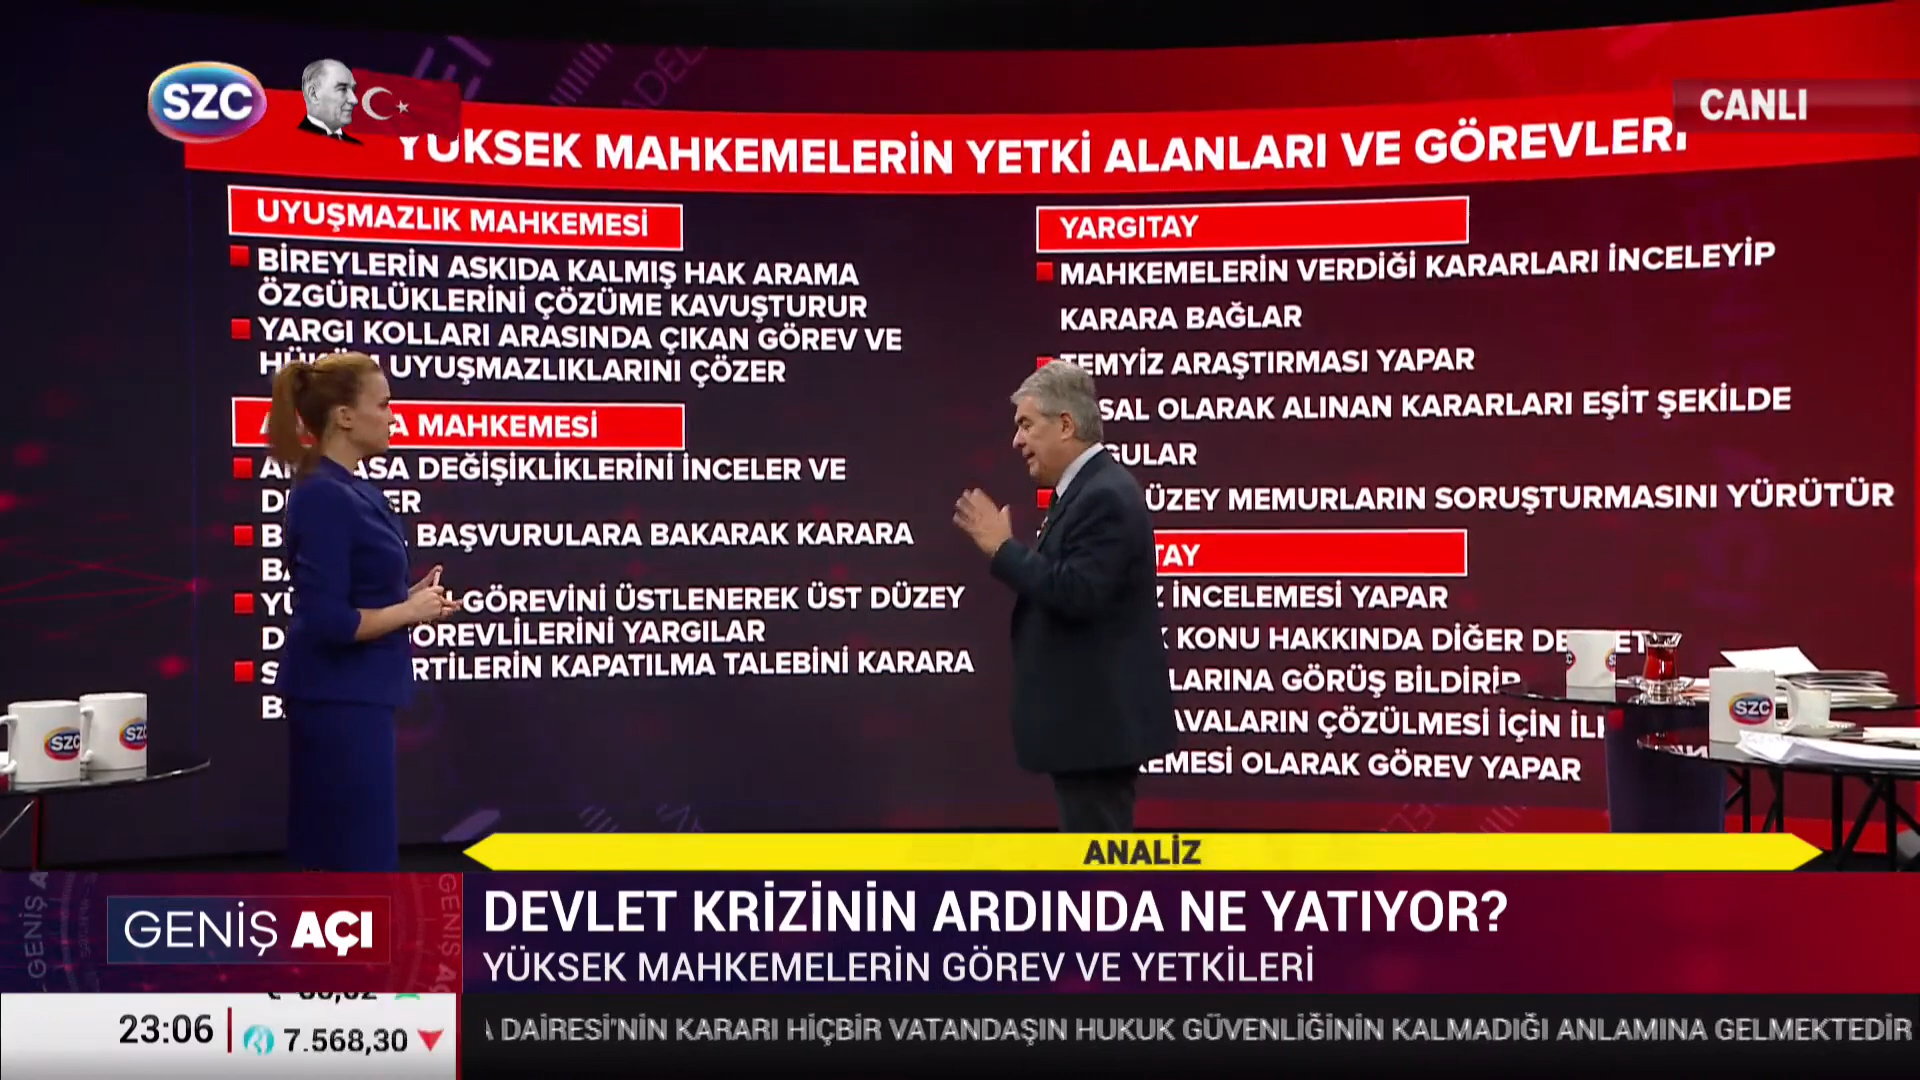 SZC
CANLI
YÜKSEK MAHKEMELERİN YETKİ ALANLARI VE GÖREVLERİ
UYUŞMAZLIK MAHKEMESİ
BİREYLERİN ASKIDA KALMIŞ HAK ARAMA
ÖZGÜRLÜKLERİNİ ÇÖZÜME KAVUŞTURUR
YARGI KOLLARI ARASINDA ÇIKAN GÖREV VE
UYUŞMAZLIKLARINI ÇÖZER
MAHKEMESİ
DEĞİŞİKLİKLERİNİ İNCELER VE
BAŞVURULARA BAKARAK KARARA
GÖREVİNİ ÜSTLENEREK ÜST DÜZEY
GÖREVLİLERİNİ YARGILAR
KAPATILMA TALEBİNİ KARARA
YARGITAY
MAHKEMELERİN VERDİĞİ KARARLARI İNCELEYİP
KARARA BAĞLAR
TEMYİZ ARAŞTIRMASI YAPAR
OLARAK ALINAN KARARLARI EŞİT ŞEKİLDE
MEMURLARIN SORUŞTURMASINI YÜRÜTÜR
İNCELEMESİ YAPAR
KONU HAKKINDA DİĞER
GÖRÜŞ BİLDİRİR
ÇÖZÜLMESİ İÇİN
OLARAK GÖREV YAPAR
SZC
SZC
SZC
ANALİZ
GENİŞ AÇI
DEVLET KRİZİNİN ARDINDA NE YATIYOR?
YÜKSEK MAHKEMELERİN GÖREV VE YETKİLERİ
23:06
7.568,30
DAİRESİ'NİN KARARI HİÇBİR VATANDAŞIN HUKUK GÜVENLİĞİNİN KALMADIĞI ANLAMINA GELMEKTEDİR